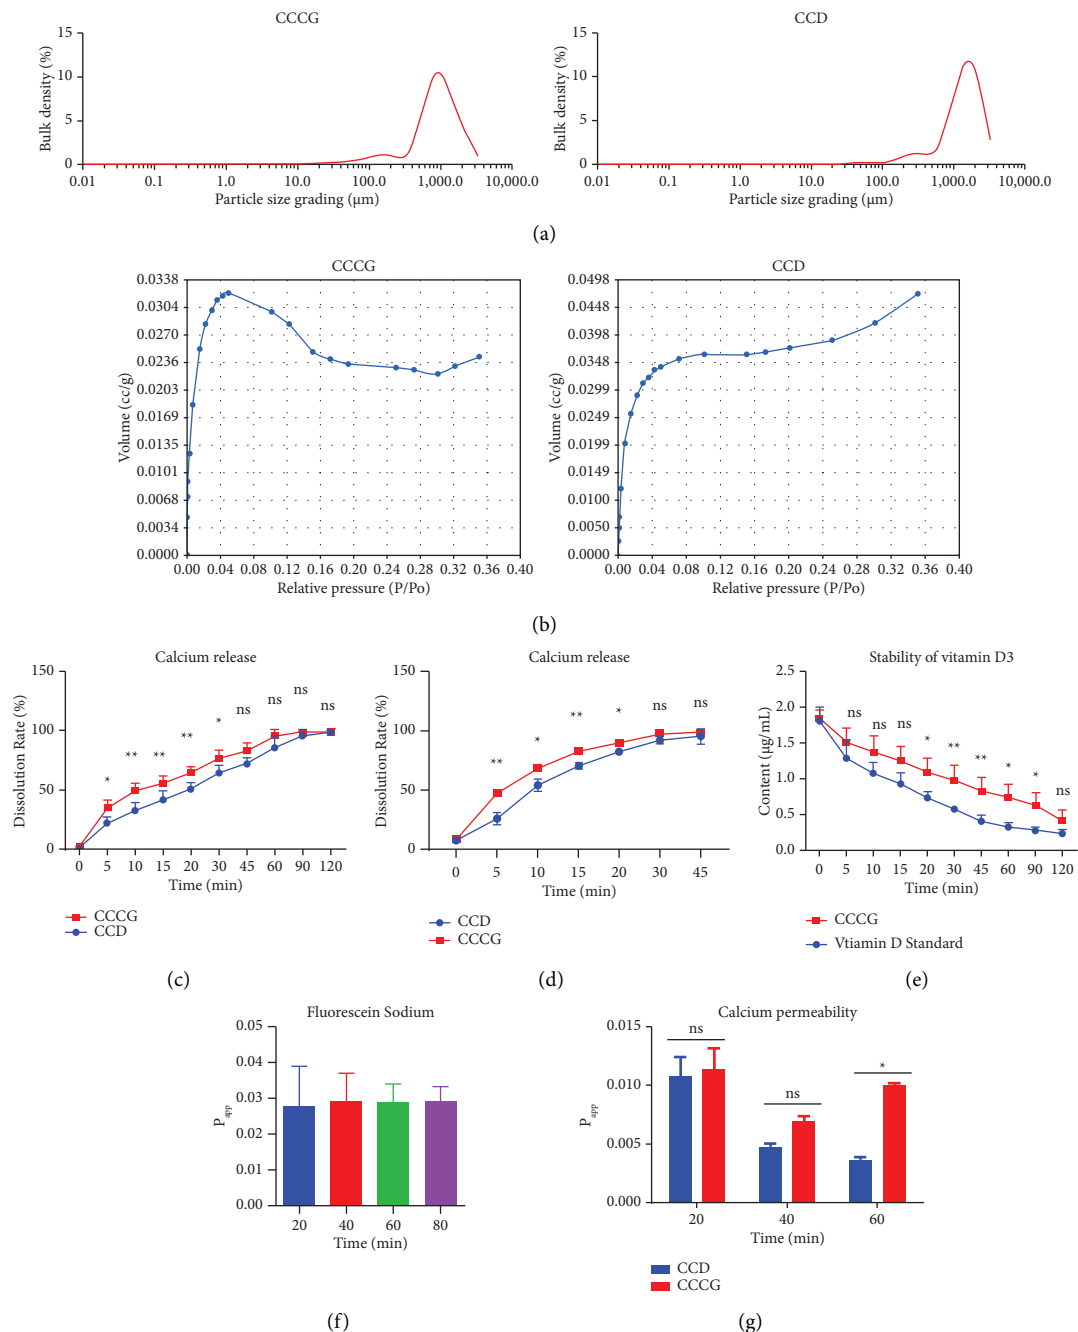 CCCG
CCD
15
10
5
0
Bulk density (%)
0.01 0.1 1.0 10.0 100.0 1,000.0 10,000.0
Particle size grading (μm)
15
10
5
0
Bulk density (%)
0.01 0.1 1.0 10.0 100.0 1,000.0 10,000.0
Particle size grading (μm)
(a)
CCCG
0.0338
0.0304
0.0270
0.0236
0.0203
0.0169
0.0135
0.0101
0.0068
0.0034
0.0000
Volume (cc/g)
0.00 0.04 0.08 0.12 0.16 0.20 0.24 0.28 0.32 0.36 0.40
Relative pressure (P/Po)
CCD
0.0498
0.0448
0.0398
0.0348
0.0299
0.0249
0.0199
0.0149
0.0100
0.0050
0.0000
Volume (cc/g)
0.00 0.04 0.08 0.12 0.16 0.20 0.24 0.28 0.32 0.36 0.40
Relative pressure (P/Po)
(b)
Calcium release
150
100
50
0
Dissolution Rate (%)
* ** ** ** * ns ns ns ns
0 5 10 15 20 30 45 60 90 120
Time (min)
CCCG
CCD
(c)
Calcium release
150
100
50
0
Dissolution Rate (%)
** * ** * ns ns
0 5 10 15 20 30 45
Time (min)
CCD
CCCG
(d)
Stability of vitamin D3
2.5
2.0
1.5
1.0
0.5
0.0
Content (μg/mL)
ns ns ns * ** ** * * ns
0 5 10 15 20 30 45 60 90 120
Time (min)
CCCG
Vtiamin D Standard
(e)
Fluorescein Sodium
0.05
0.04
0.03
0.02
0.01
0.00
Papp
20 40 60 80
Time (min)
(f)
Calcium permeability
0.015
0.010
0.005
0.000
Papp
ns ns *
20 40 60
Time (min)
CCD
CCCG
(g)